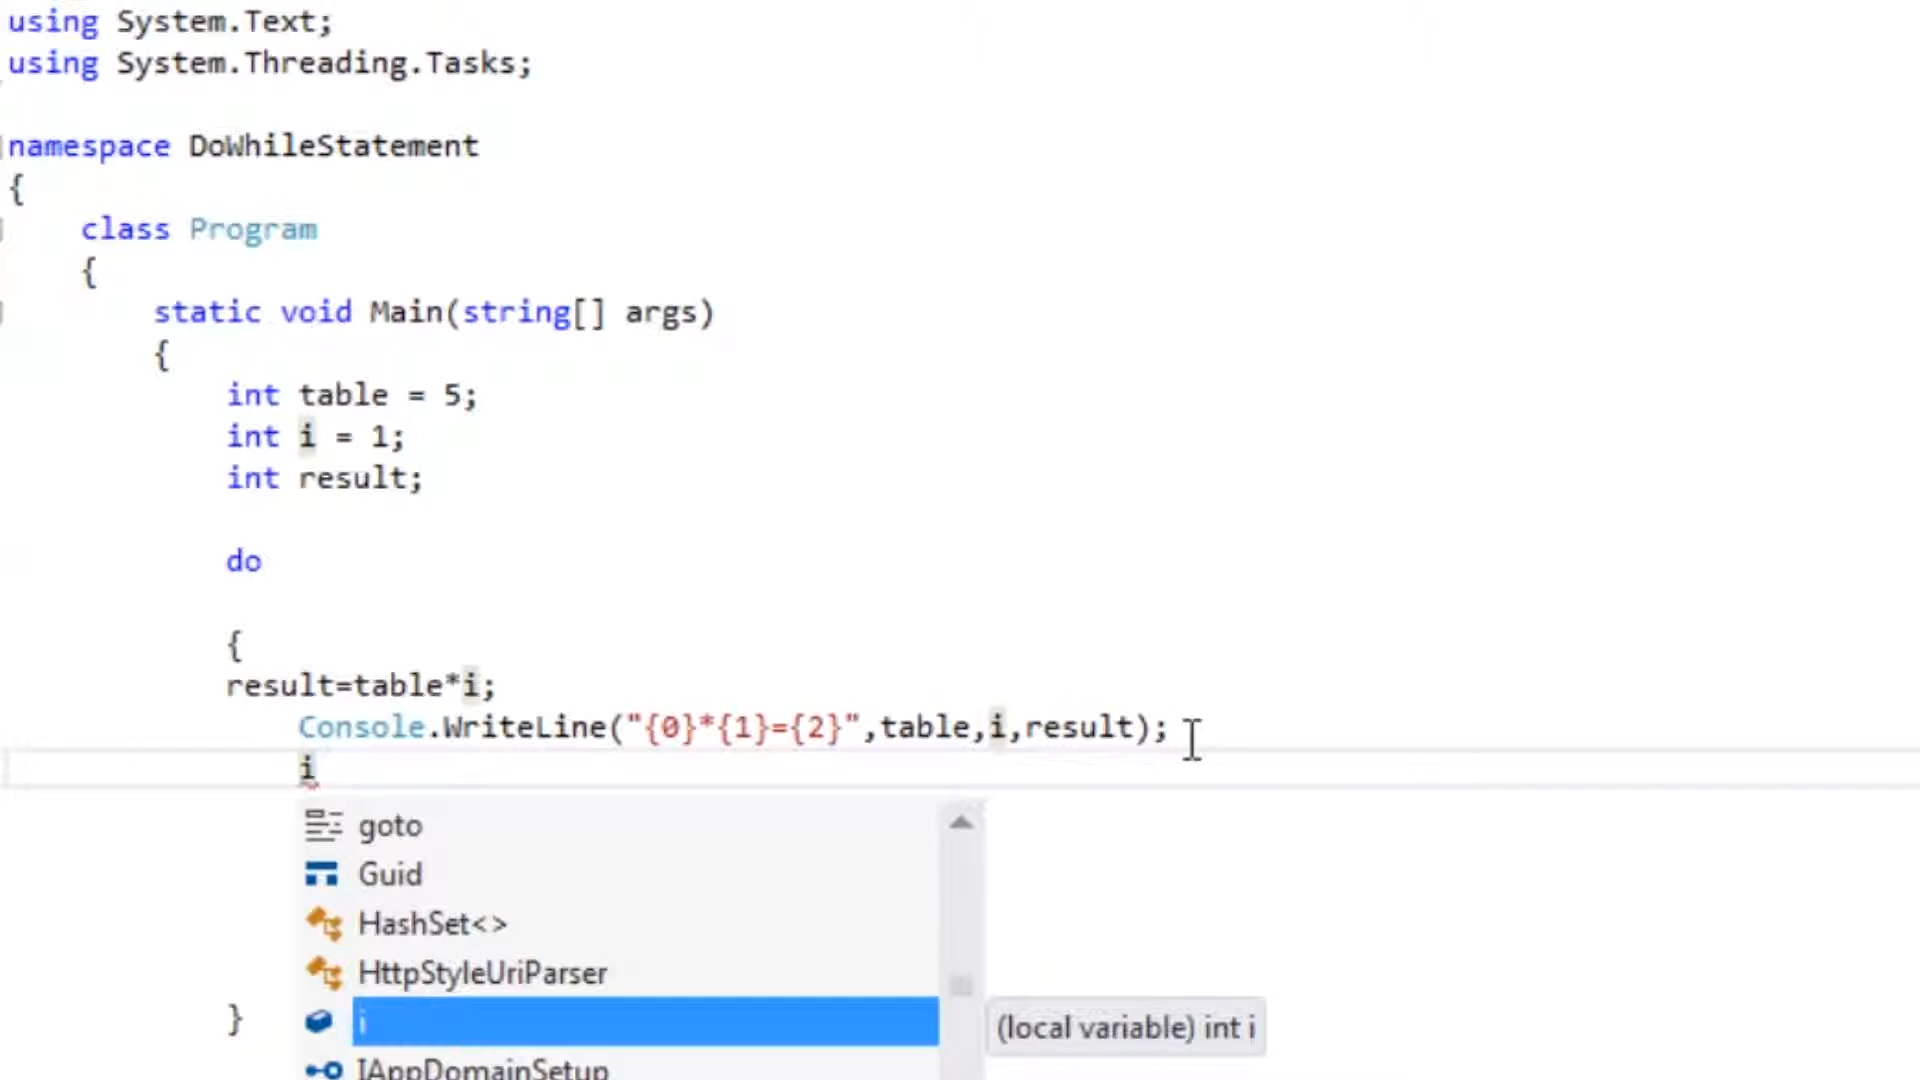 using System.Text;
using System.Threading.Tasks;
namespace DoWhileStatement
{
class Program
{
static void Main(string[] args)
{
int table = 5;
int i = 1;
int result;
do
{
result=table*i;
Console.WriteLine("{0}*{1}={2}",table,i,result);
i
goto
Guid
HashSet<>
HttpStyleUriParser
} i (local variable) int i
IAppDomainSetup